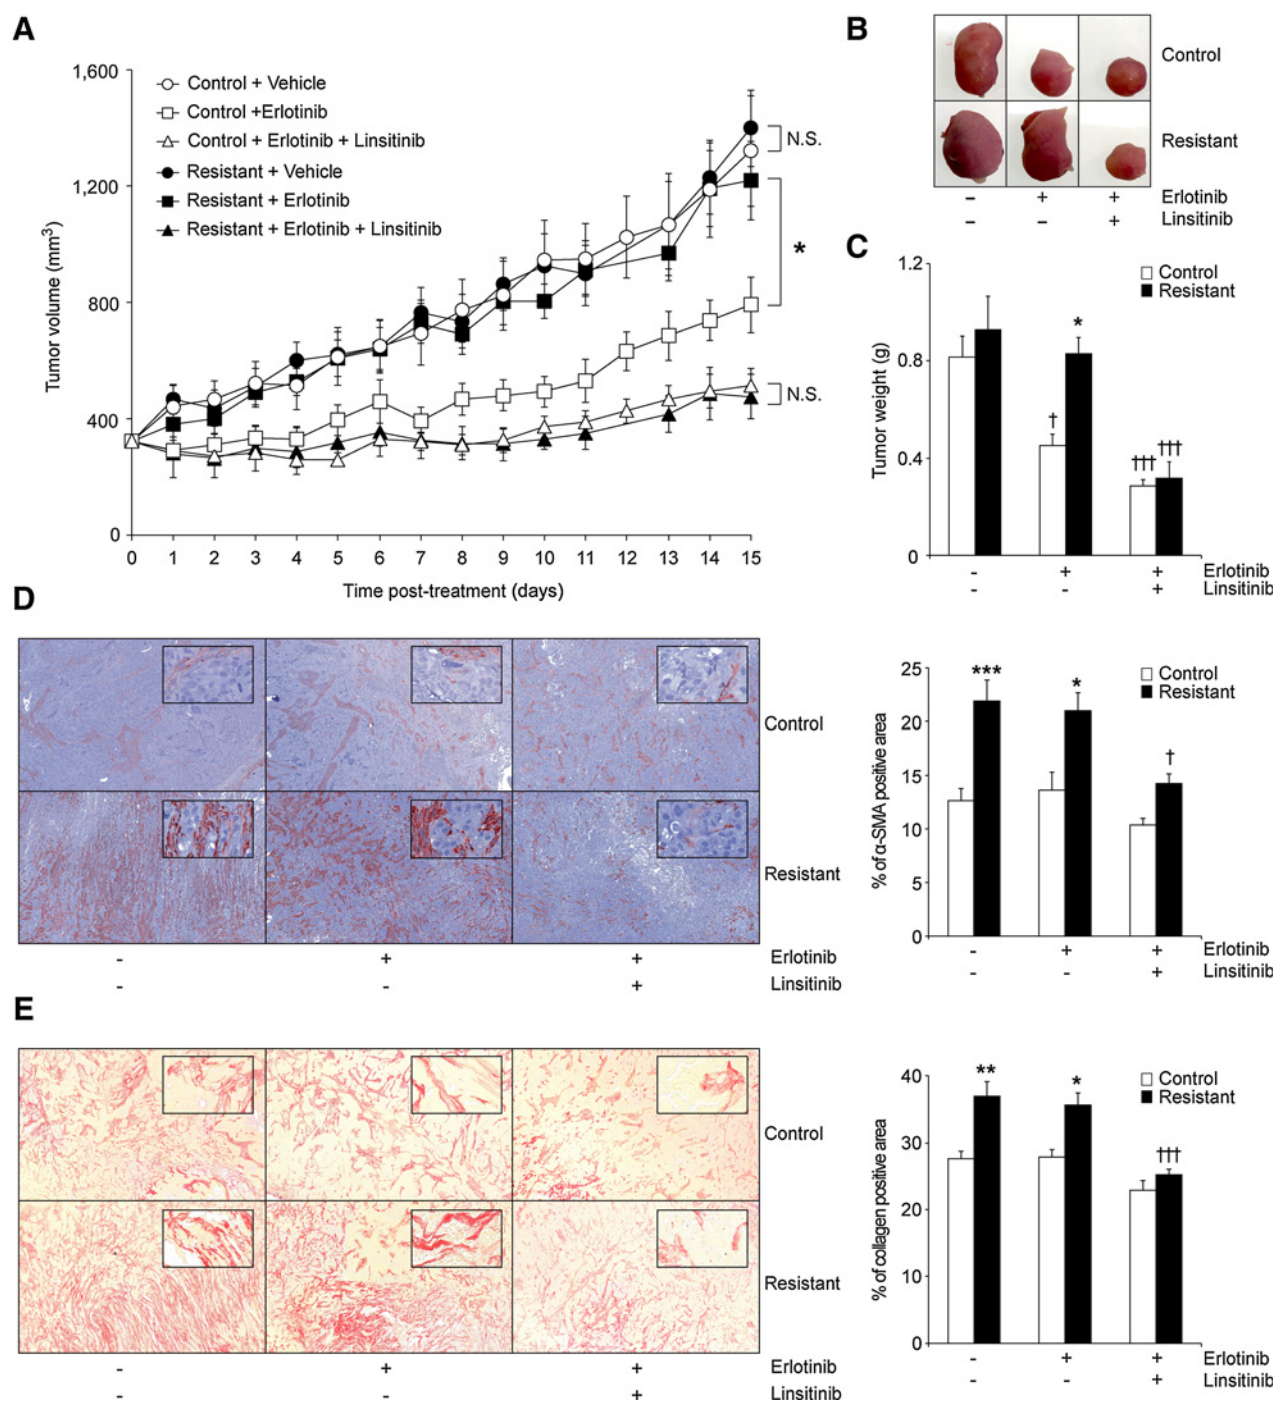 A
1,600
1,200
800
400
0
Tumor volume (mm3)
Control + Vehicle
Control +Erlotinib
Control + Erlotinib + Linsitinib
Resistant + Vehicle
Resistant + Erlotinib
Resistant + Erlotinib + Linsitinib
N.S.
*
N.S.
0 1 2 3 4 5 6 7 8 9 10 11 12 13 14 15
Time post-treatment (days)
B
Control
Resistant
- + + Erlotinib
- - + Linsitinib
C
1.2
0.8
0.4
0
Tumor weight (g)
Control
Resistant
†
*
††† †††
- + + Erlotinib
- - + Linsitinib
D
Control
Resistant
- + + Erlotinib
- - + Linsitinib
25
20
15
10
5
0
% of α-SMA positive area
Control
Resistant
***
*
†
- + + Erlotinib
- - + Linsitinib
E
Control
Resistant
- + + Erlotinib
- - + Linsitinib
40
30
20
10
0
% of collagen positive area
Control
Resistant
**
*
†††
- + + Erlotinib
- - + Linsitinib